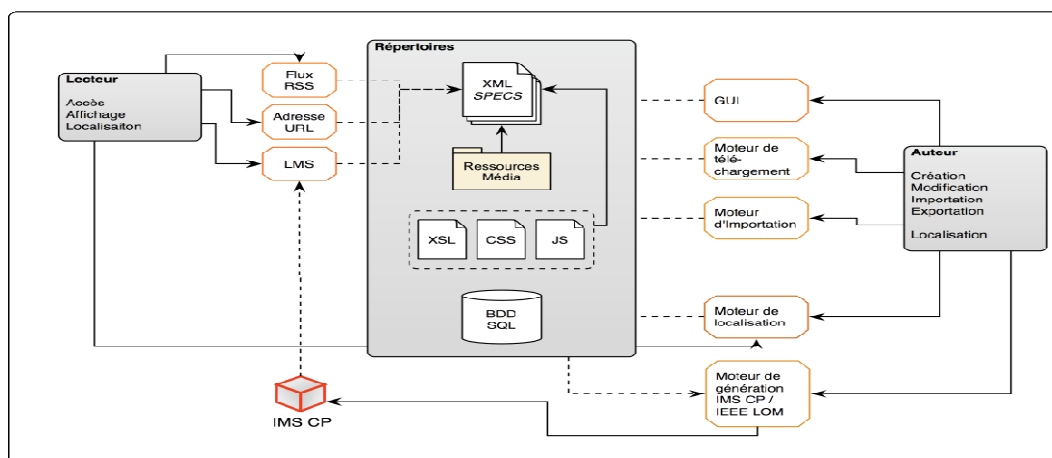 Lecteur
Accès
Affichage
Localisaiton
Flux
RSS
Adresse
URL
LMS
IMS CP
Répertoires
XML
SPECS
Ressources
Média
XSL
CSS
JS
BDD
SQL
GUI
Moteur de
télé-
chargement
Moteur
d'Importation
Moteur de
localisation
Moteur de
génération
IMS CP /
IEEE LOM
Auteur
Création
Modification
Importation
Exportation
Localisation